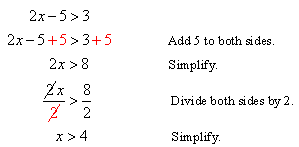 2x − 5 > 3
2x − 5 + 5 > 3 + 5 Add 5 to both sides.
2x > 8 Simplify.
2x/2 > 8/2 Divide both sides by 2.
x > 4 Simplify.